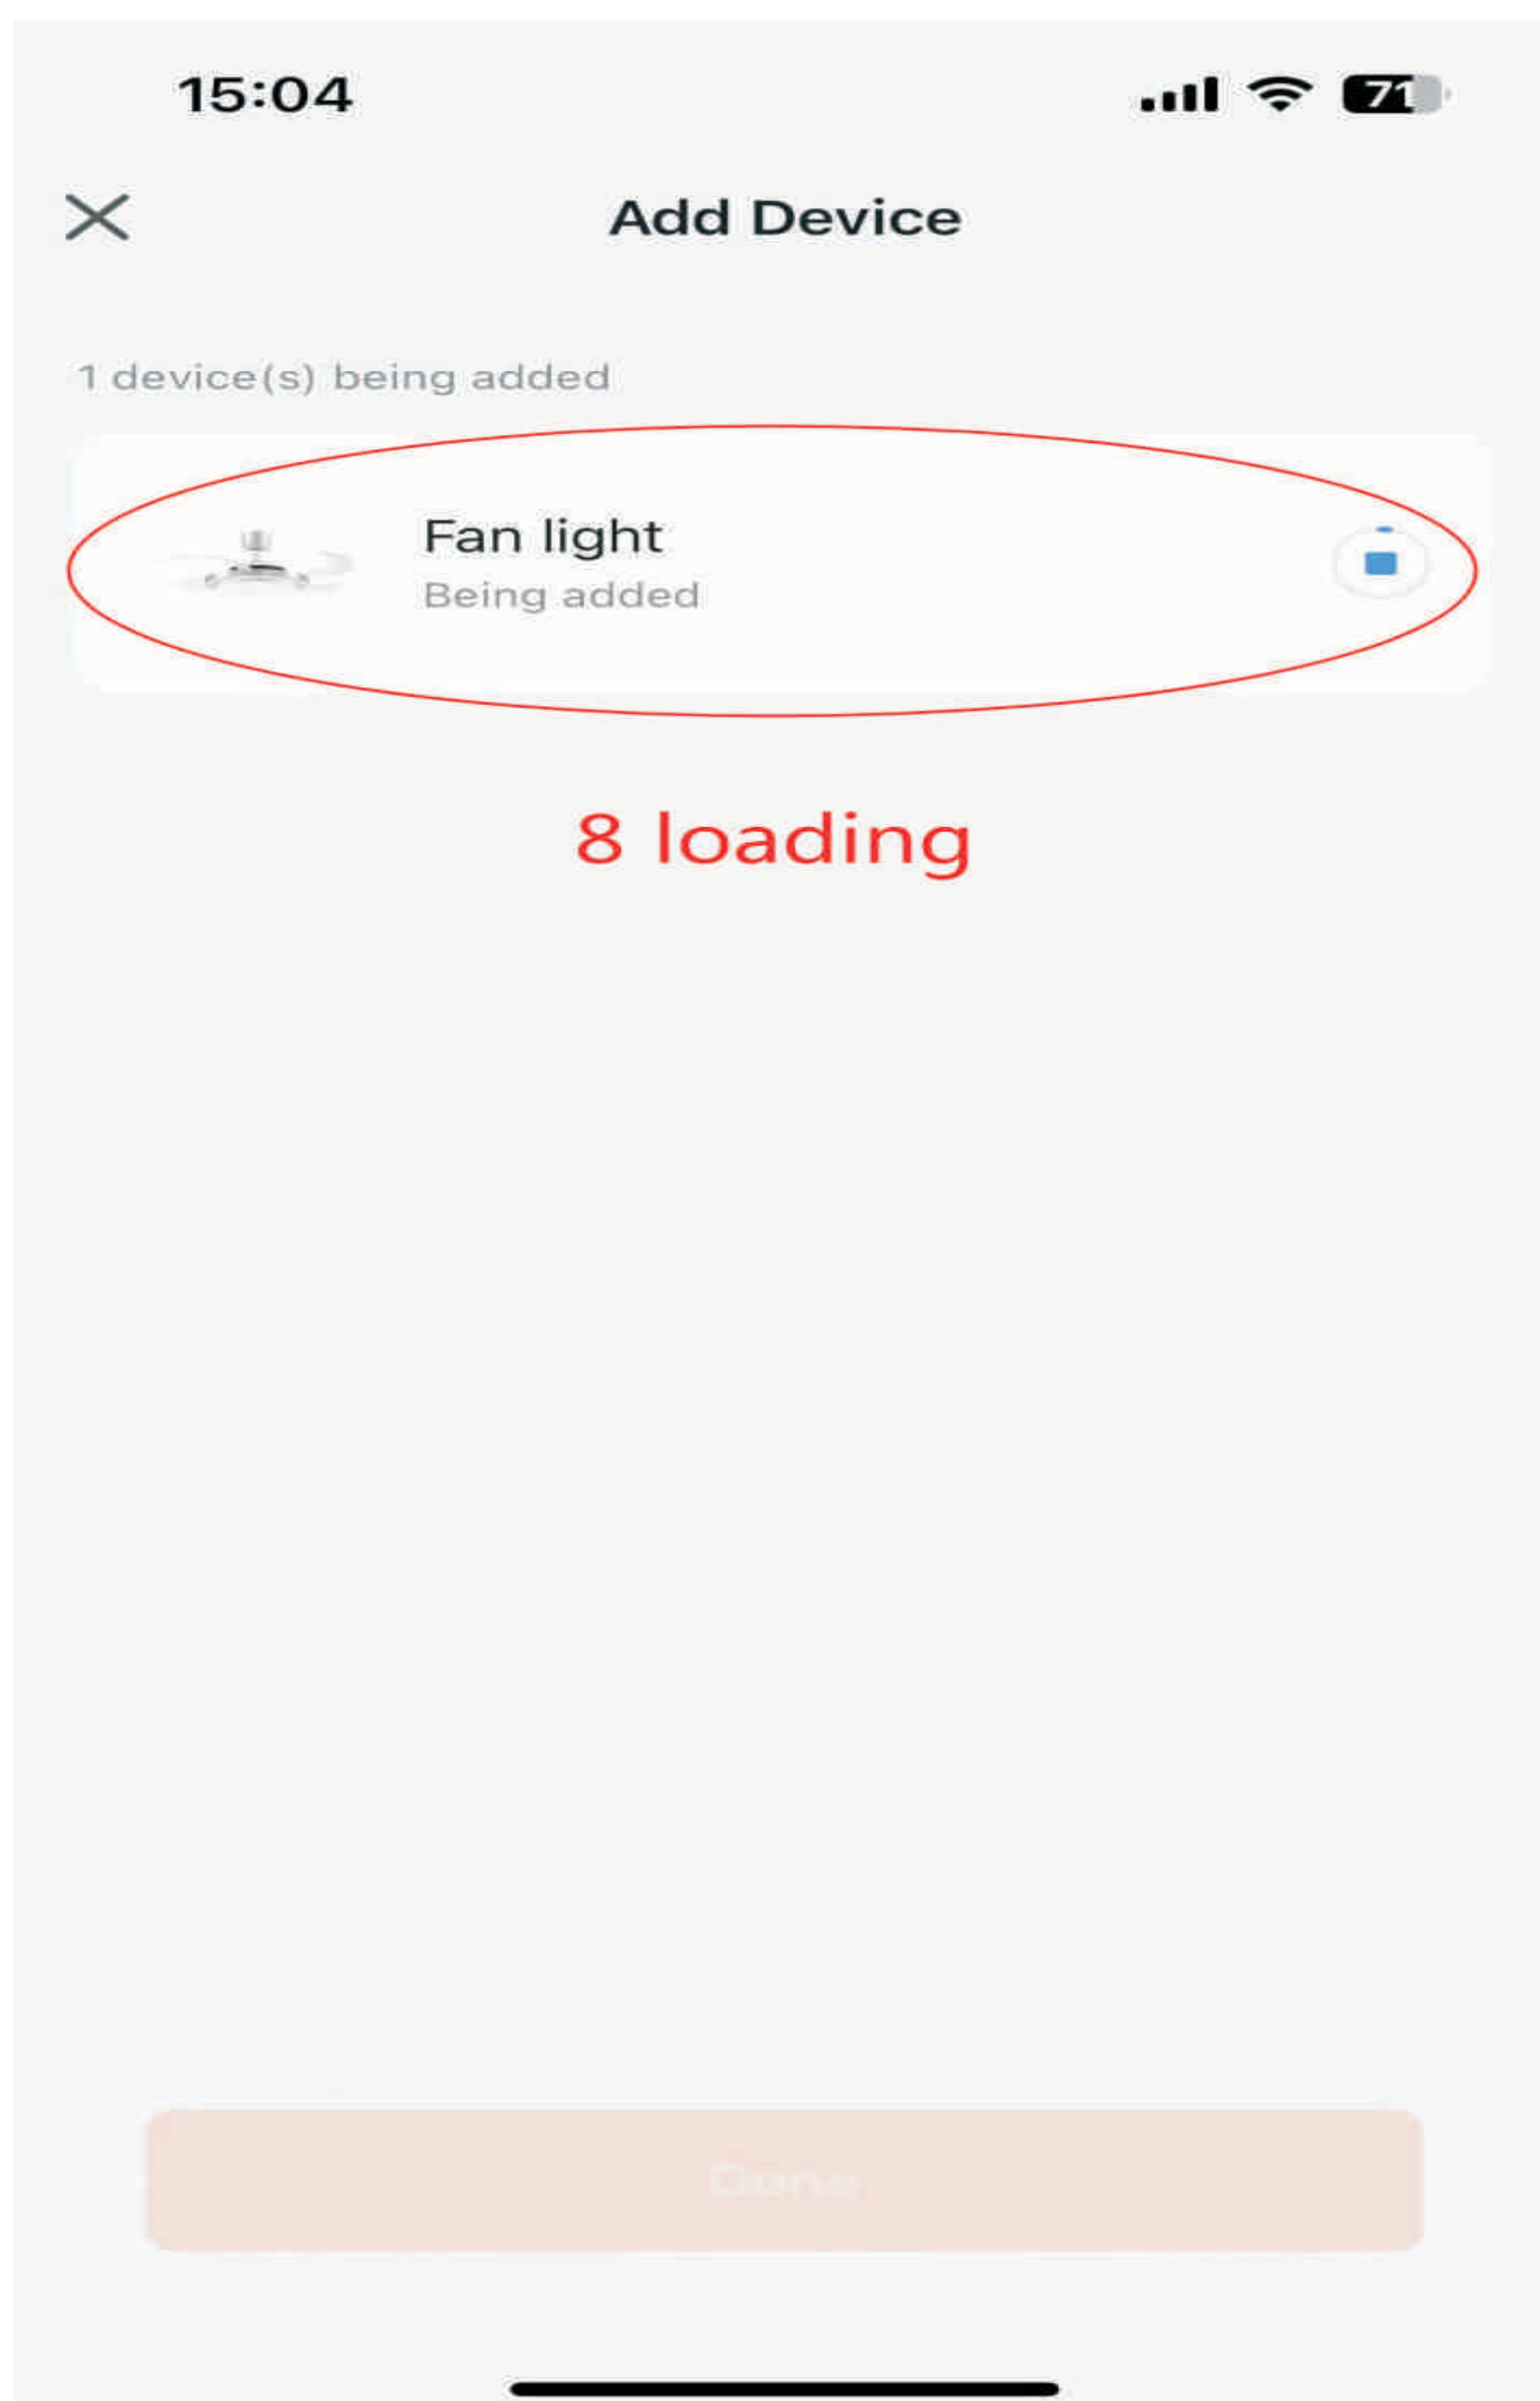 15:04
71
Add Device
1 device(s) being added
Fan light
Being added
8 loading
Done